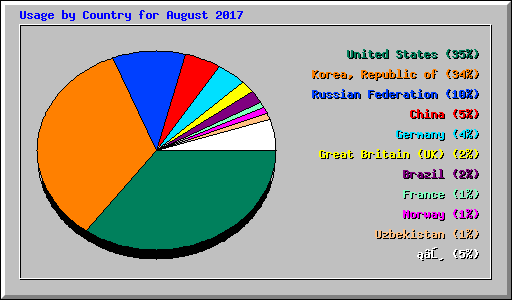 Usage by Country for August 2017
United States (35%)
Korea, Republic of (34%)
Russian Federation (10%)
China (5%)
Germany (4%)
Great Britain (UK) (2%)
Brazil (2%)
France (1%)
Norway (1%)
Uzbekistan (1%)
(5%)